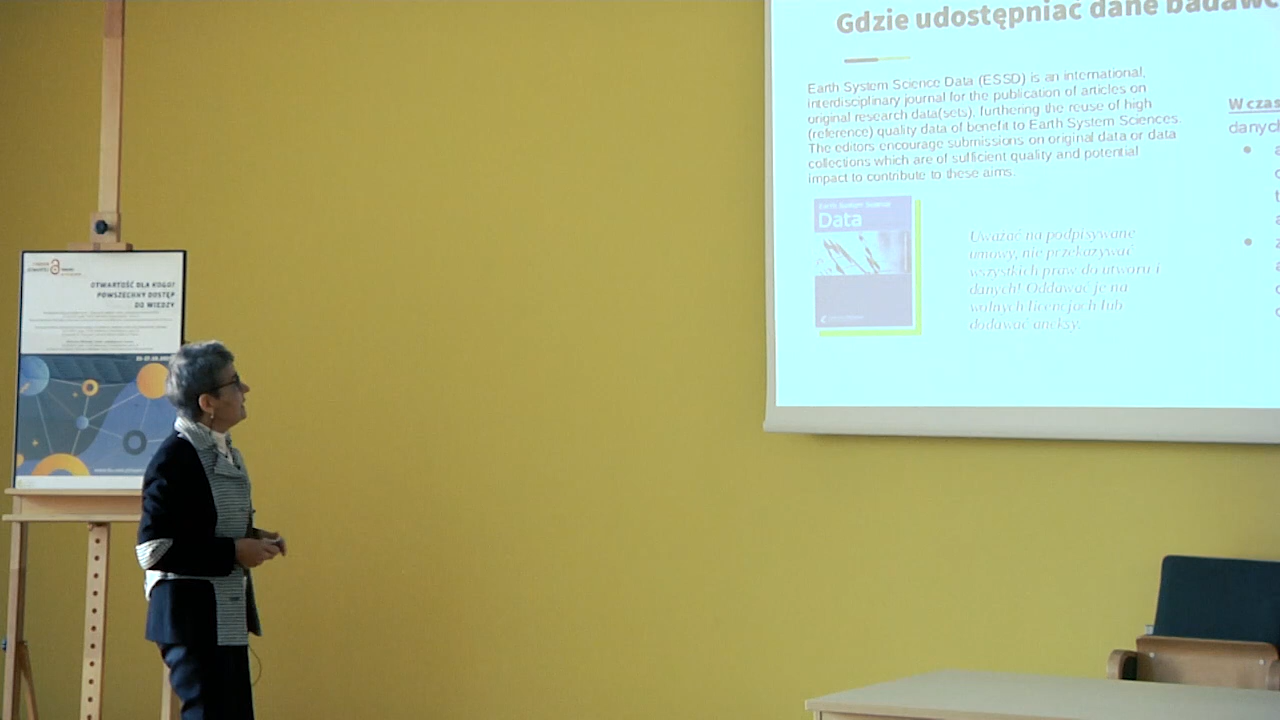 Gdzie udostępniać dane badawc
Earth System Science Data (ESSD) is an international,
interdisciplinary journal for the publication of articles on
original research data(sets), furthering the reuse of high
(reference) quality data of benefit to Earth System Sciences.
The editors encourage submissions on original data or data
collections which are of sufficient quality and potential
impact to contribute to these aims.
Earth System Science
Data
Uważać na podpisywane
umowy, nie przekazywać
wszystkich praw do utworu i
danych! Oddawać je na
wolnych licencjach lub
dodawać aneksy.
W czas
danych
OTWARTOŚĆ DLA KOGO?
POWSZECHNY DOSTĘP
DO WIEDZY